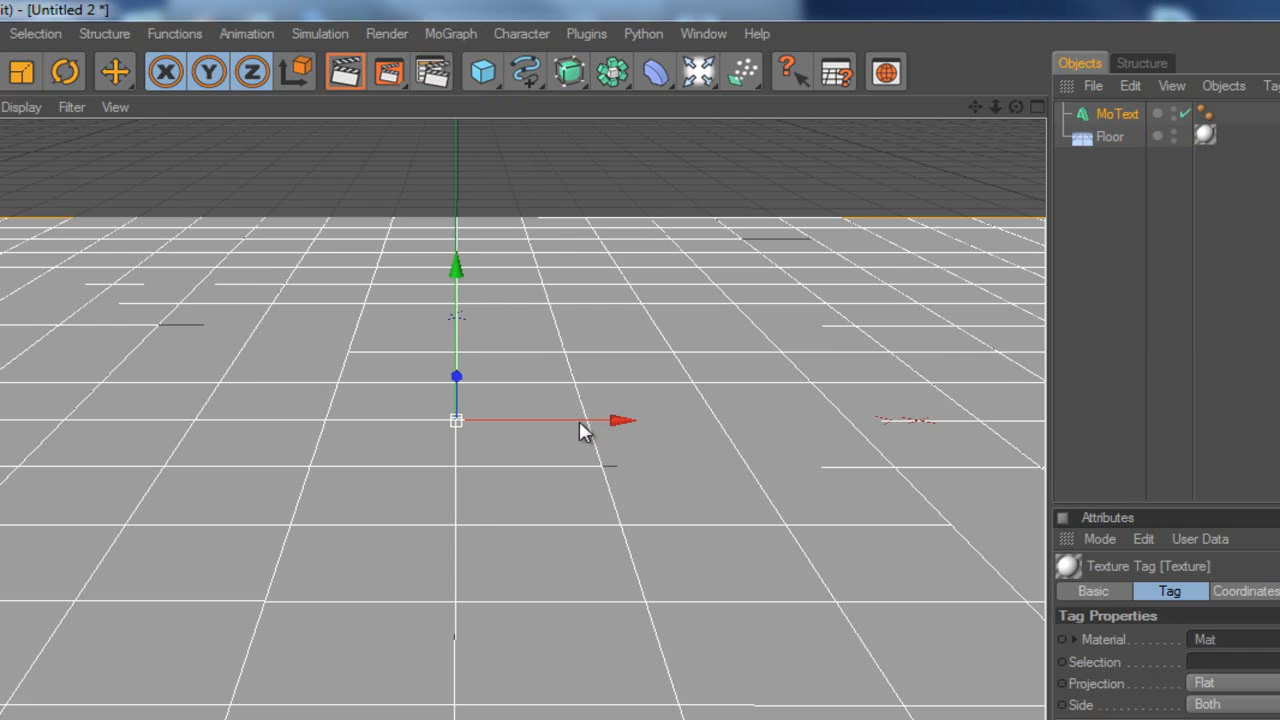 it) - [Untitled 2 *]
Selection Structure Functions Animation Simulation Render MoGraph Character Plugins Python Window Help
X Y Z
Objects Structure
File Edit View Objects Ta
Display Filter View
MoText
Floor
Attributes
Mode Edit User Data
Texture Tag [Texture]
Basic Tag Coordinates
Tag Properties
Material . . . . . . . Mat
Selection . . . . . . .
Projection . . . . . . Flat
Side . . . . . . . . . . Both